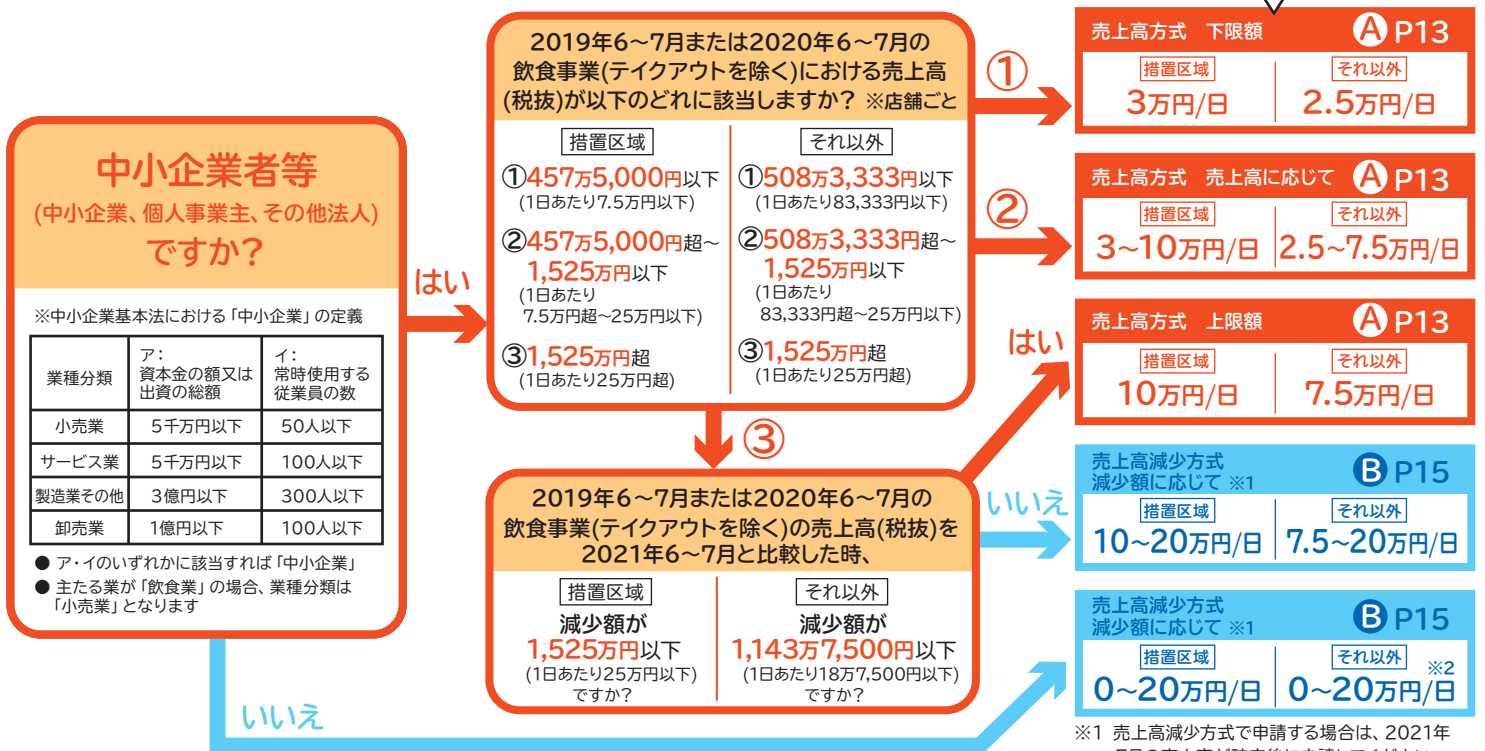 中小企業者等
(中小企業、個人事業主、その他法人)
ですか?
※中小企業基本法における「中小企業」の定義
業種分類
ア:
資本金の額又は
出資の総額
イ:
常時使用する
従業員の数
小売業 5千万円以下 50人以下
サービス業 5千万円以下 100人以下
製造業その他 3億円以下 300人以下
卸売業 1億円以下 100人以下
● ア・イのいずれかに該当すれば「中小企業」
● 主たる業が「飲食業」の場合、業種分類は
「小売業」となります
はい
いいえ
2019年6~7月または2020年6~7月の
飲食事業(テイクアウトを除く)における売上高
(税抜)が以下のどれに該当しますか? ※店舗ごと
措置区域
①457万5,000円以下
(1日あたり7.5万円以下)
②457万5,000円超~
1,525万円以下
(1日あたり
7.5万円超~25万円以下)
③1,525万円超
(1日あたり25万円超)
それ以外
①508万3,333円以下
(1日あたり83,333円以下)
②508万3,333円超~
1,525万円以下
(1日あたり
83,333円超~25万円以下)
③1,525万円超
(1日あたり25万円超)
①
②
③
2019年6~7月または2020年6~7月の
飲食事業(テイクアウトを除く)の売上高(税抜)を
2021年6~7月と比較した時、
措置区域
減少額が
1,525万円以下
(1日あたり25万円以下)
ですか?
それ以外
減少額が
1,143万7,500円以下
(1日あたり18万7,500円以下)
ですか?
はい
いいえ
売上高方式 下限額 A P13
措置区域 それ以外
3万円/日 2.5万円/日
売上高方式 売上高に応じて A P13
措置区域 それ以外
3~10万円/日 2.5~7.5万円/日
売上高方式 上限額 A P13
措置区域 それ以外
10万円/日 7.5万円/日
売上高減少方式
減少額に応じて ※1 B P15
措置区域 それ以外
10~20万円/日 7.5~20万円/日
売上高減少方式
減少額に応じて ※1 B P15
措置区域 それ以外
0~20万円/日 0~20万円/日 ※2
※1 売上高減少方式で申請する場合は、2021年